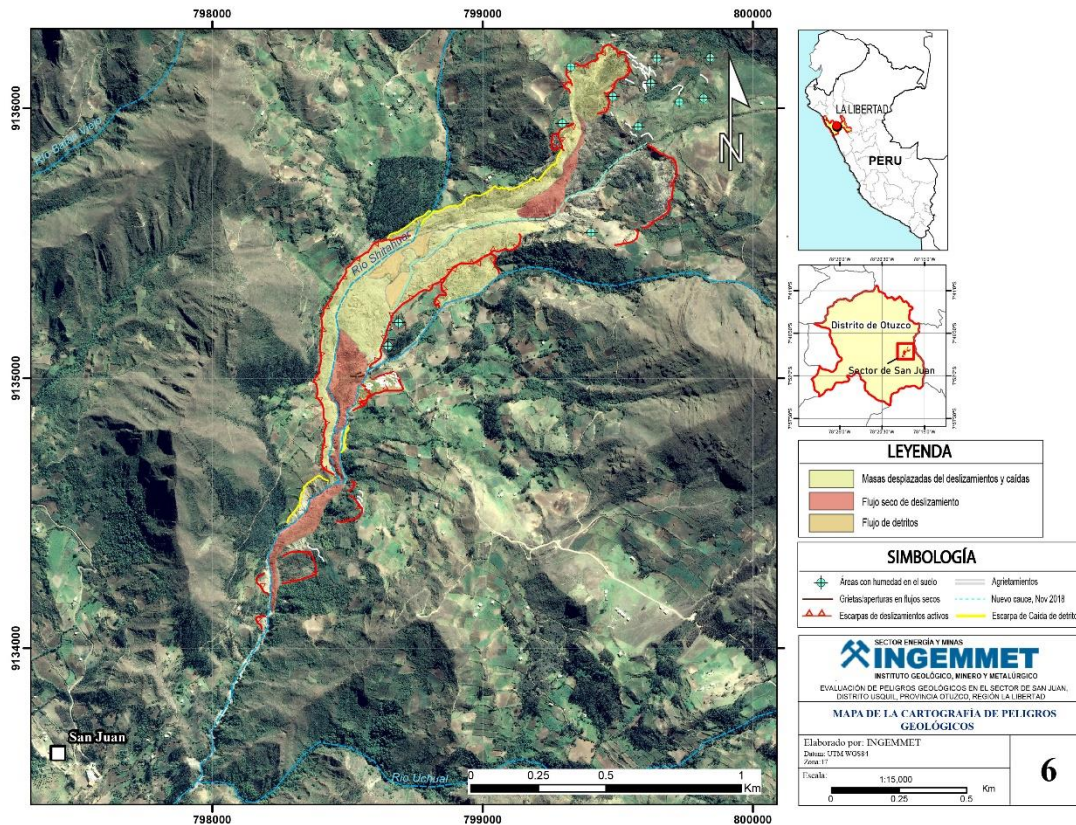 798000
799000
800000
9136000
9135000
9134000
Río Shitahual
San Juan
Río Uchual
N
0 0.25 0.5 1
Km
798000
799000
800000
LA LIBERTAD
PERU
Distrito de Otuzco
Sector de San Juan
LEYENDA
Masas desplazadas del deslizamientos y caídas
Flujo seco de deslizamiento
Flujo de detritos
SIMBOLOGÍA
Áreas con humedad en el suelo
Agrietamientos
Grietas/aperturas en flujos secos
Nuevo cauce, Nov 2018
Escarpas de deslizamientos activos
Escarpa de Caida de detrito
SECTOR ENERGÍA Y MINAS
INGEMMET
INSTITUTO GEOLÓGICO, MINERO Y METALÚRGICO
EVALUACIÓN DE PELIGROS GEOLÓGICOS EN EL SECTOR DE SAN JUAN,
DISTRITO USQUIL, PROVINCIA OTUZCO, REGIÓN LA LIBERTAD
MAPA DE LA CARTOGRAFÍA DE PELIGROS
GEOLÓGICOS
Elaborado por: INGEMMET
Datum: UTM WGS84
Zona:17
Escala:
1:15,000
0 0.25 0.5
Km
6